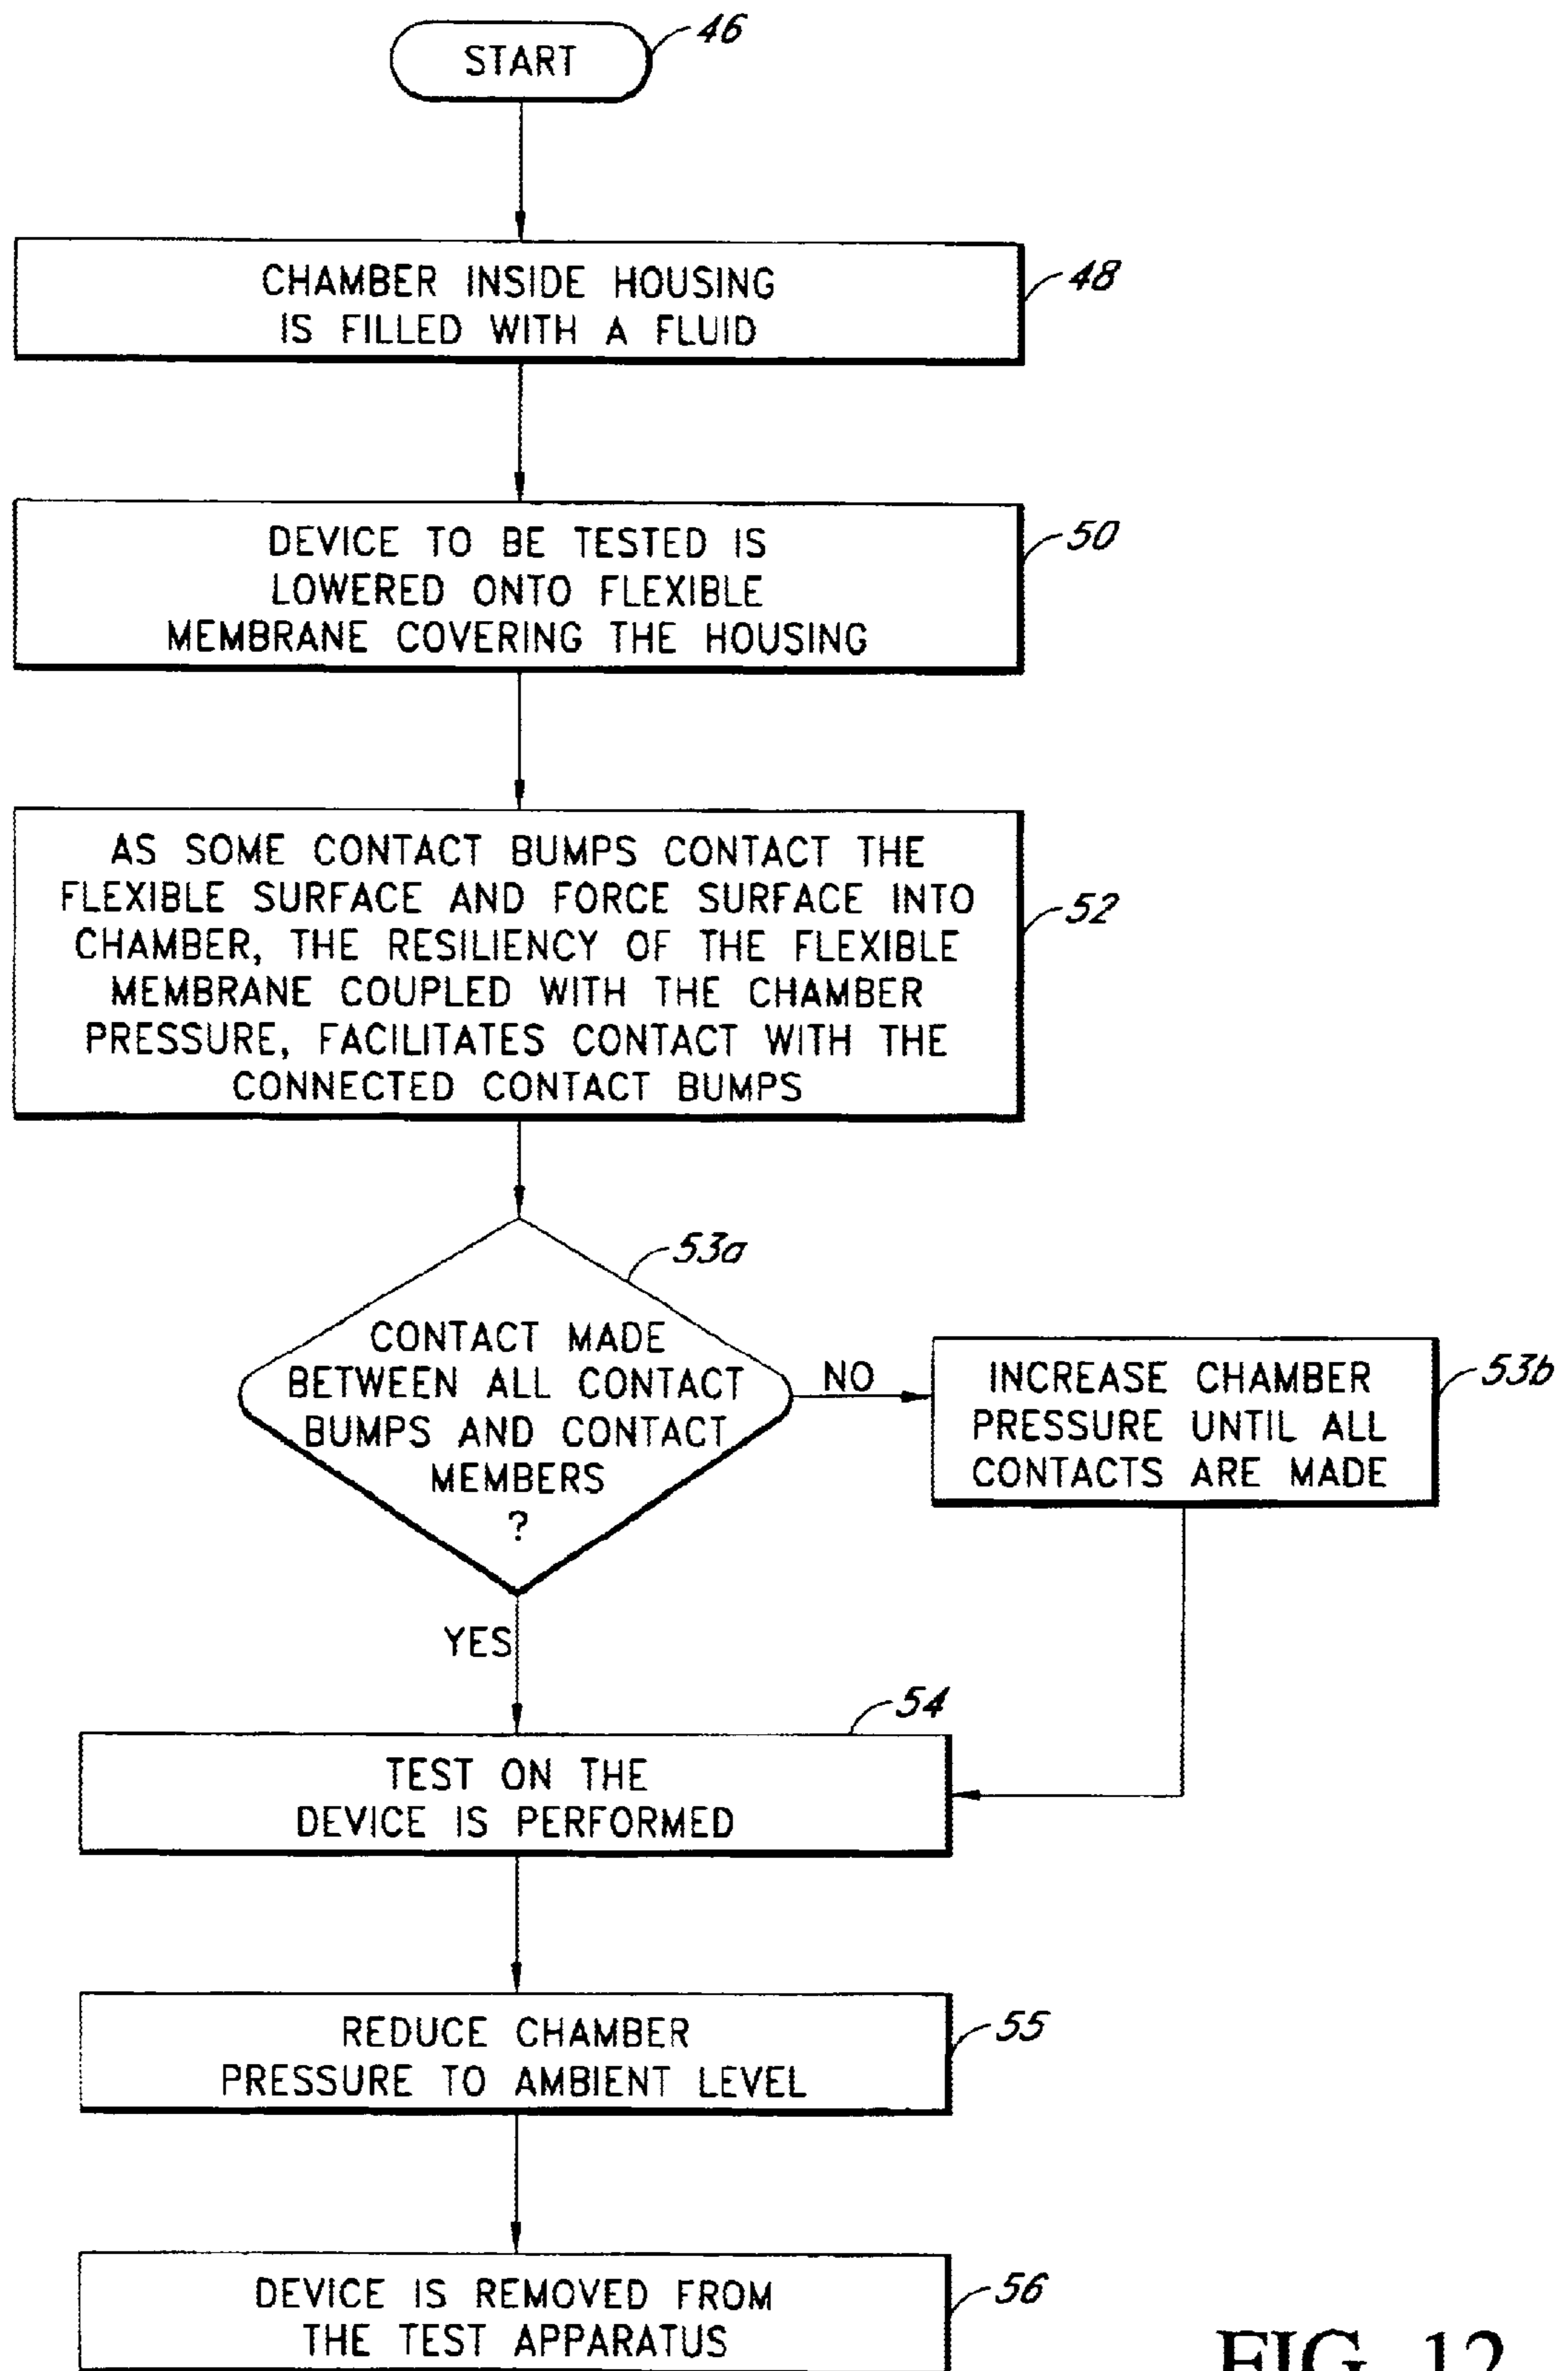 START
46
CHAMBER INSIDE HOUSING
IS FILLED WITH A FLUID
48
DEVICE TO BE TESTED IS
LOWERED ONTO FLEXIBLE
MEMBRANE COVERING THE HOUSING
50
AS SOME CONTACT BUMPS CONTACT THE
FLEXIBLE SURFACE AND FORCE SURFACE INTO
CHAMBER, THE RESILIENCY OF THE FLEXIBLE
MEMBRANE COUPLED WITH THE CHAMBER
PRESSURE, FACILITATES CONTACT WITH THE
CONNECTED CONTACT BUMPS
52
53a
CONTACT MADE
BETWEEN ALL CONTACT
BUMPS AND CONTACT
MEMBERS
?
NO
INCREASE CHAMBER
PRESSURE UNTIL ALL
CONTACTS ARE MADE
53b
YES
54
TEST ON THE
DEVICE IS PERFORMED
REDUCE CHAMBER
PRESSURE TO AMBIENT LEVEL
55
DEVICE IS REMOVED FROM
THE TEST APPARATUS
56
FIG. 12